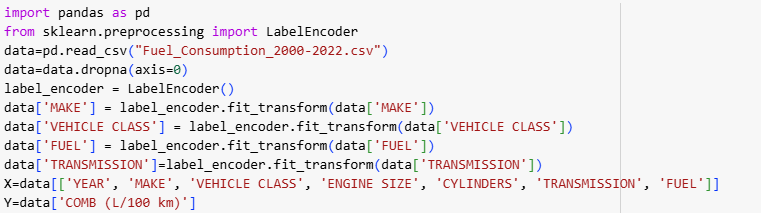 import pandas as pd
from sklearn.preprocessing import LabelEncoder
data=pd.read_csv("Fuel_Consumption_2000-2022.csv")
data=data.dropna(axis=0)
label_encoder = LabelEncoder()
data['MAKE'] = label_encoder.fit_transform(data['MAKE'])
data['VEHICLE CLASS'] = label_encoder.fit_transform(data['VEHICLE CLASS'])
data['FUEL'] = label_encoder.fit_transform(data['FUEL'])
data['TRANSMISSION']=label_encoder.fit_transform(data['TRANSMISSION'])
X=data[['YEAR', 'MAKE', 'VEHICLE CLASS', 'ENGINE SIZE', 'CYLINDERS', 'TRANSMISSION', 'FUEL']]
Y=data['COMB (L/100 km)']